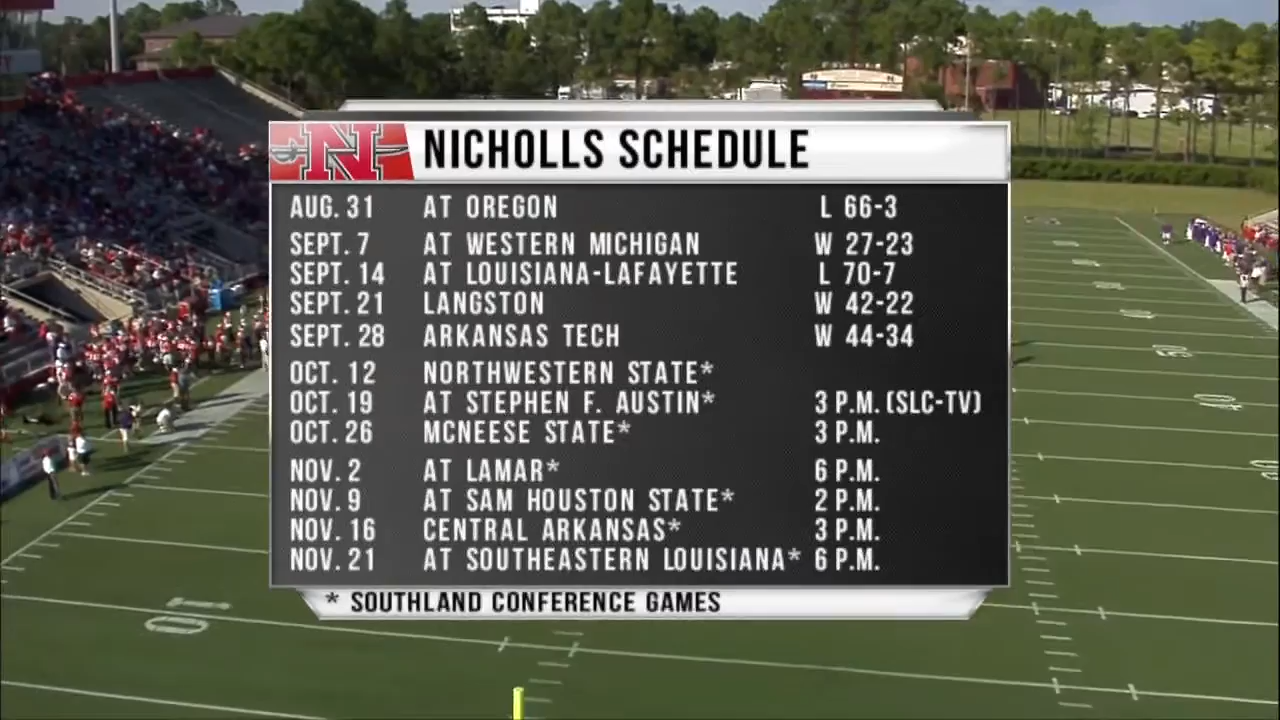 N NICHOLLS SCHEDULE
AUG. 31 AT OREGON L 66-3
SEPT. 7 AT WESTERN MICHIGAN W 27-23
SEPT. 14 AT LOUISIANA-LAFAYETTE L 70-7
SEPT. 21 LANGSTON W 42-22
SEPT. 28 ARKANSAS TECH W 44-34
OCT. 12 NORTHWESTERN STATE*
OCT. 19 AT STEPHEN F. AUSTIN* 3 P.M. (SLC-TV)
OCT. 26 MCNEESE STATE* 3 P.M.
NOV. 2 AT LAMAR* 6 P.M.
NOV. 9 AT SAM HOUSTON STATE* 2 P.M.
NOV. 16 CENTRAL ARKANSAS* 3 P.M.
NOV. 21 AT SOUTHEASTERN LOUISIANA* 6 P.M.
* SOUTHLAND CONFERENCE GAMES
40
10